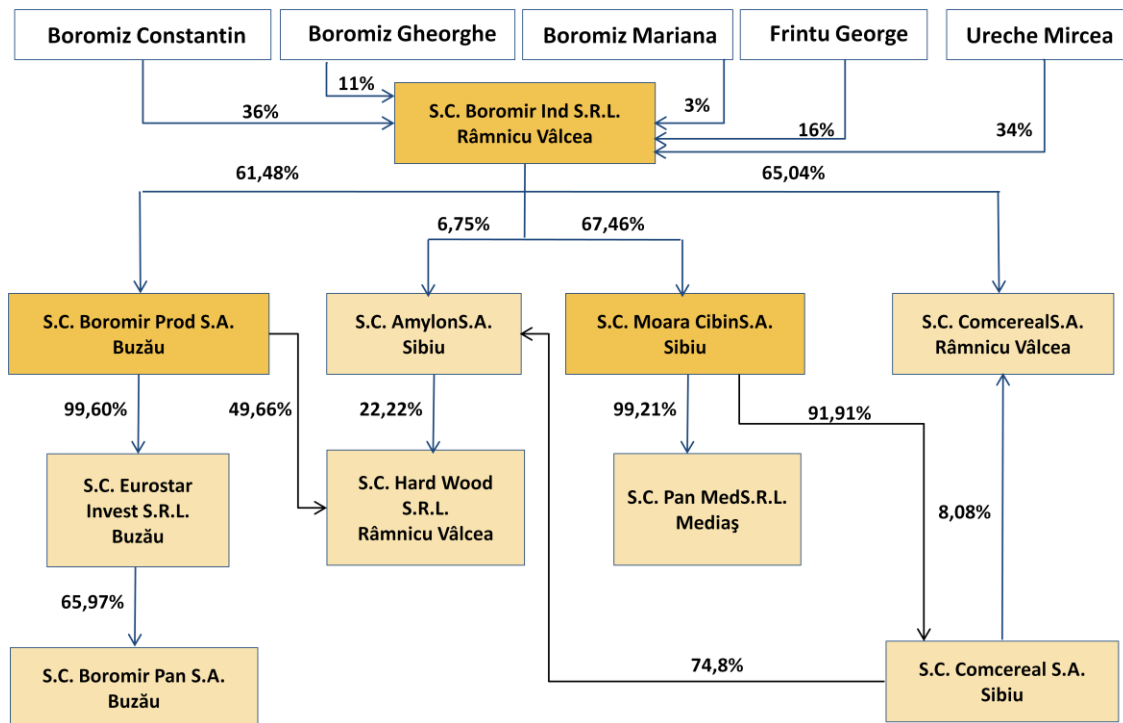 Boromiz Constantin
Boromiz Gheorghe
Boromiz Mariana
Frintu George
Ureche Mircea
11%
36%
S.C. Boromir Ind S.R.L.
Râmnicu Vâlcea
3%
16%
34%
61,48%
65,04%
6,75%
67,46%
S.C. Boromir Prod S.A.
Buzău
S.C. AmylonS.A.
Sibiu
S.C. Moara CibinS.A.
Sibiu
S.C. ComcerealS.A.
Râmnicu Vâlcea
99,60%
49,66%
22,22%
99,21%
91,91%
S.C. Eurostar
Invest S.R.L.
Buzău
S.C. Hard Wood
S.R.L.
Râmnicu Vâlcea
S.C. Pan MedS.R.L.
Mediaş
8,08%
65,97%
S.C. Boromir Pan S.A.
Buzău
74,8%
S.C. Comcereal S.A.
Sibiu